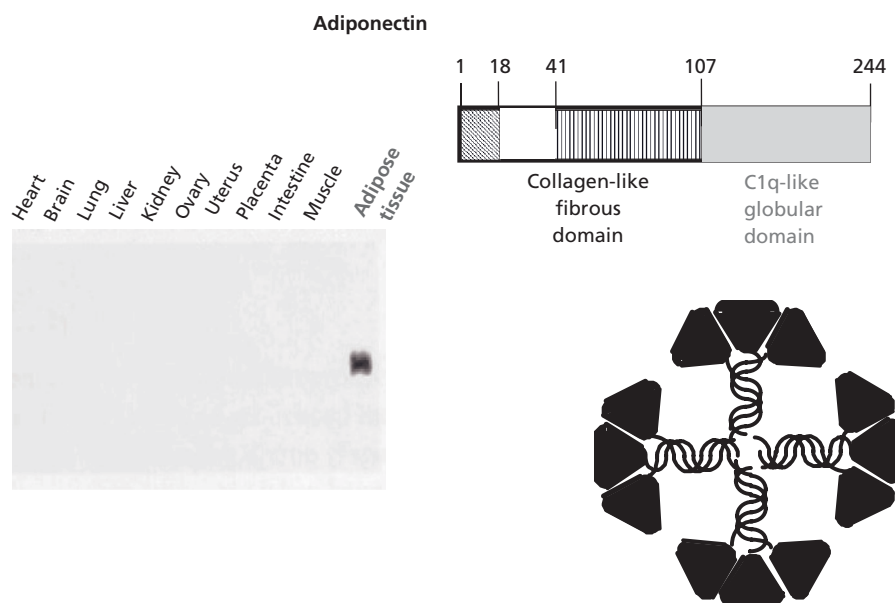 Adiponectin
1 18 41 107 244
Collagen-like
fibrous
domain
C1q-like
globular
domain
Heart
Brain
Lung
Liver
Kidney
Ovary
Uterus
Placenta
Intestine
Muscle
Adipose
tissue